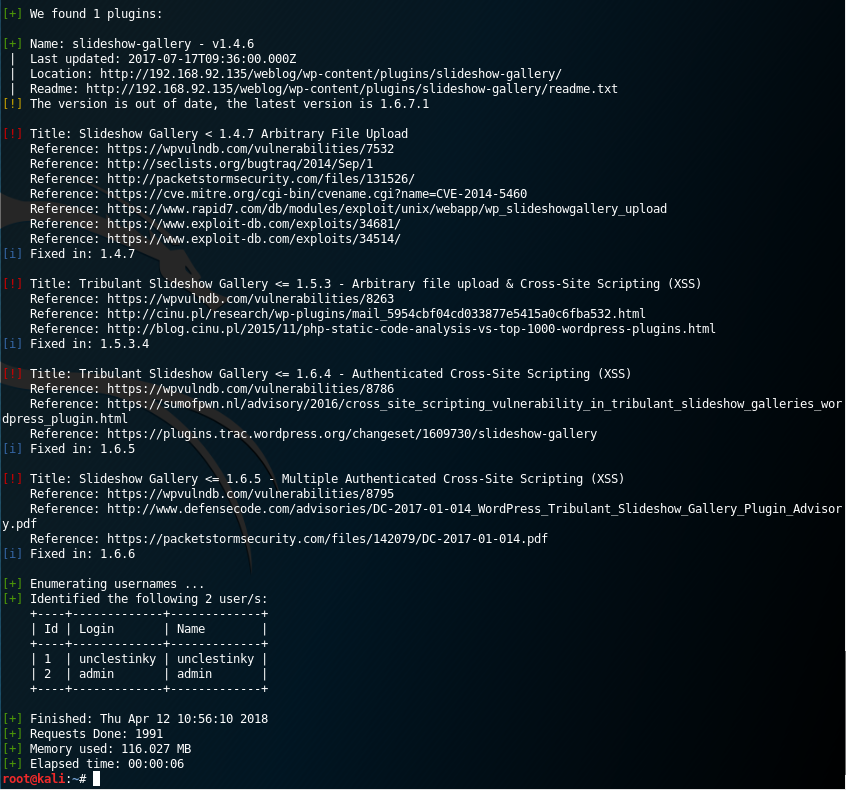 [+] We found 1 plugins:
[+] Name: slideshow-gallery - v1.4.6
 |  Last updated: 2017-07-17T09:36:00.000Z
 |  Location: http://192.168.92.135/weblog/wp-content/plugins/slideshow-gallery/
 |  Readme: http://192.168.92.135/weblog/wp-content/plugins/slideshow-gallery/readme.txt
[!] The version is out of date, the latest version is 1.6.7.1
[!] Title: Slideshow Gallery < 1.4.7 Arbitrary File Upload
    Reference: https://wpvulndb.com/vulnerabilities/7532
    Reference: http://seclists.org/bugtraq/2014/Sep/1
    Reference: http://packetstormsecurity.com/files/131526/
    Reference: https://cve.mitre.org/cgi-bin/cvename.cgi?name=CVE-2014-5460
    Reference: https://www.rapid7.com/db/modules/exploit/unix/webapp/wp_slideshowgallery_upload
    Reference: https://www.exploit-db.com/exploits/34681/
    Reference: https://www.exploit-db.com/exploits/34514/
[i] Fixed in: 1.4.7
[!] Title: Tribulant Slideshow Gallery <= 1.5.3 - Arbitrary file upload & Cross-Site Scripting (XSS)
    Reference: https://wpvulndb.com/vulnerabilities/8263
    Reference: http://cinu.pl/research/wp-plugins/mail_5954cbf04cd033877e5415a0c6fba532.html
    Reference: http://blog.cinu.pl/2015/11/php-static-code-analysis-vs-top-1000-wordpress-plugins.html
[i] Fixed in: 1.5.3.4
[!] Title: Tribulant Slideshow Gallery <= 1.6.4 - Authenticated Cross-Site Scripting (XSS)
    Reference: https://wpvulndb.com/vulnerabilities/8786
    Reference: https://sumofpwn.nl/advisory/2016/cross_site_scripting_vulnerability_in_tribulant_slideshow_galleries_wor
dpress_plugin.html
    Reference: https://plugins.trac.wordpress.org/changeset/1609730/slideshow-gallery
[i] Fixed in: 1.6.5
[!] Title: Slideshow Gallery <= 1.6.5 - Multiple Authenticated Cross-Site Scripting (XSS)
    Reference: https://wpvulndb.com/vulnerabilities/8795
    Reference: http://www.defensecode.com/advisories/DC-2017-01-014_WordPress_Tribulant_Slideshow_Gallery_Plugin_Advisor
y.pdf
    Reference: https://packetstormsecurity.com/files/142079/DC-2017-01-014.pdf
[i] Fixed in: 1.6.6
[+] Enumerating usernames ...
[+] Identified the following 2 user/s:
    +----+-------------+-------------+
    | Id | Login       | Name        |
    +----+-------------+-------------+
    | 1  | unclestinky | unclestinky |
    | 2  | admin       | admin       |
    +----+-------------+-------------+
[+] Finished: Thu Apr 12 10:56:10 2018
[+] Requests Done: 1991
[+] Memory used: 116.027 MB
[+] Elapsed time: 00:00:06
root@kali:~#